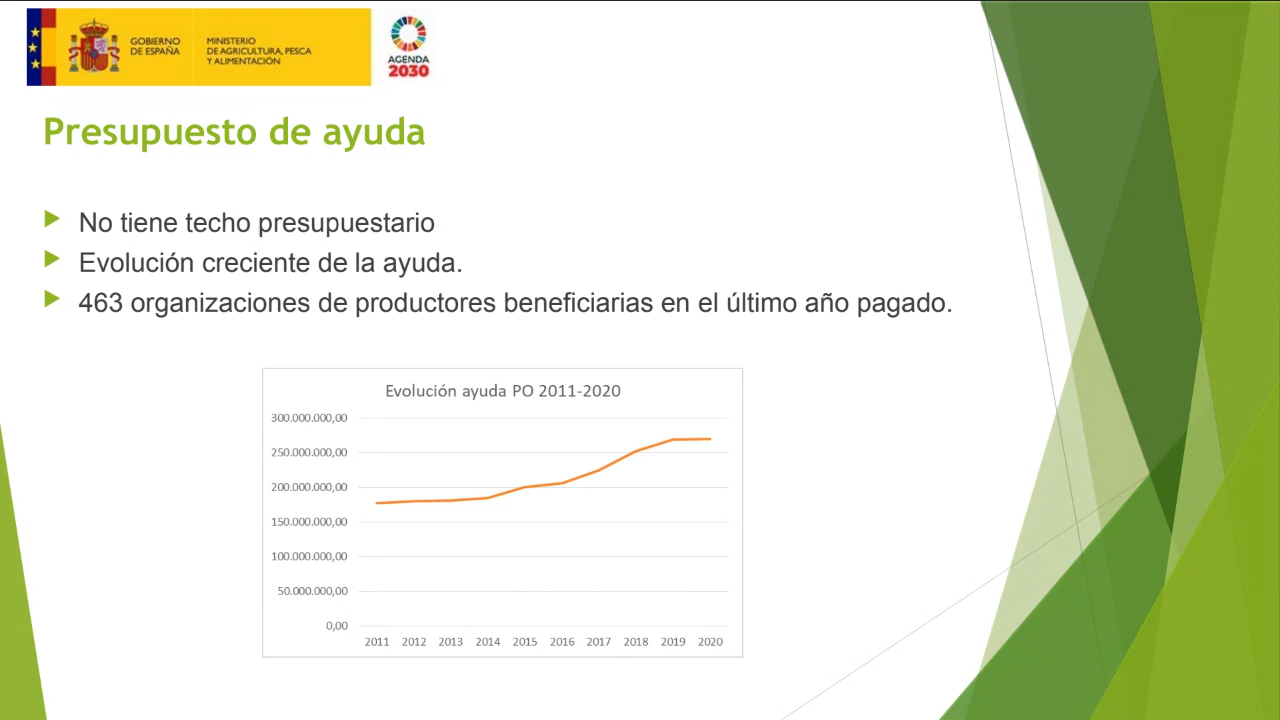 GOBIERNO
DE ESPAÑA
MINISTERIO
DE AGRICULTURA, PESCA
Y ALIMENTACIÓN
AGENDA
2030
Presupuesto de ayuda
No tiene techo presupuestario
Evolución creciente de la ayuda.
463 organizaciones de productores beneficiarias en el último año pagado.
Evolución ayuda PO 2011-2020
300.000.000,00
250.000.000,00
200.000.000,00
150.000.000,00
100.000.000,00
50.000.000,00
0,00
2011 2012 2013 2014 2015 2016 2017 2018 2019 2020